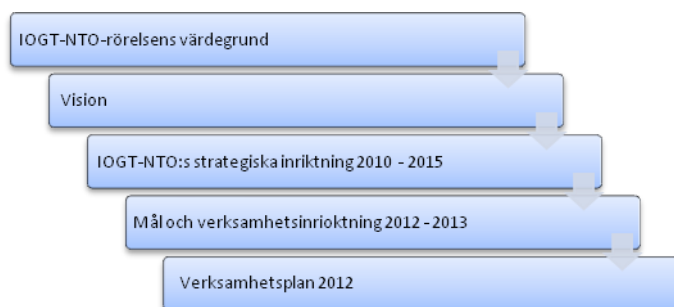 IOGT-NTO-rörelsens värdegrund
Vision
IOGT-NTO:s strategiska inriktning 2010 - 2015
Mål och verksamhetsinrioktning 2012 - 2013
Verksamhetsplan 2012